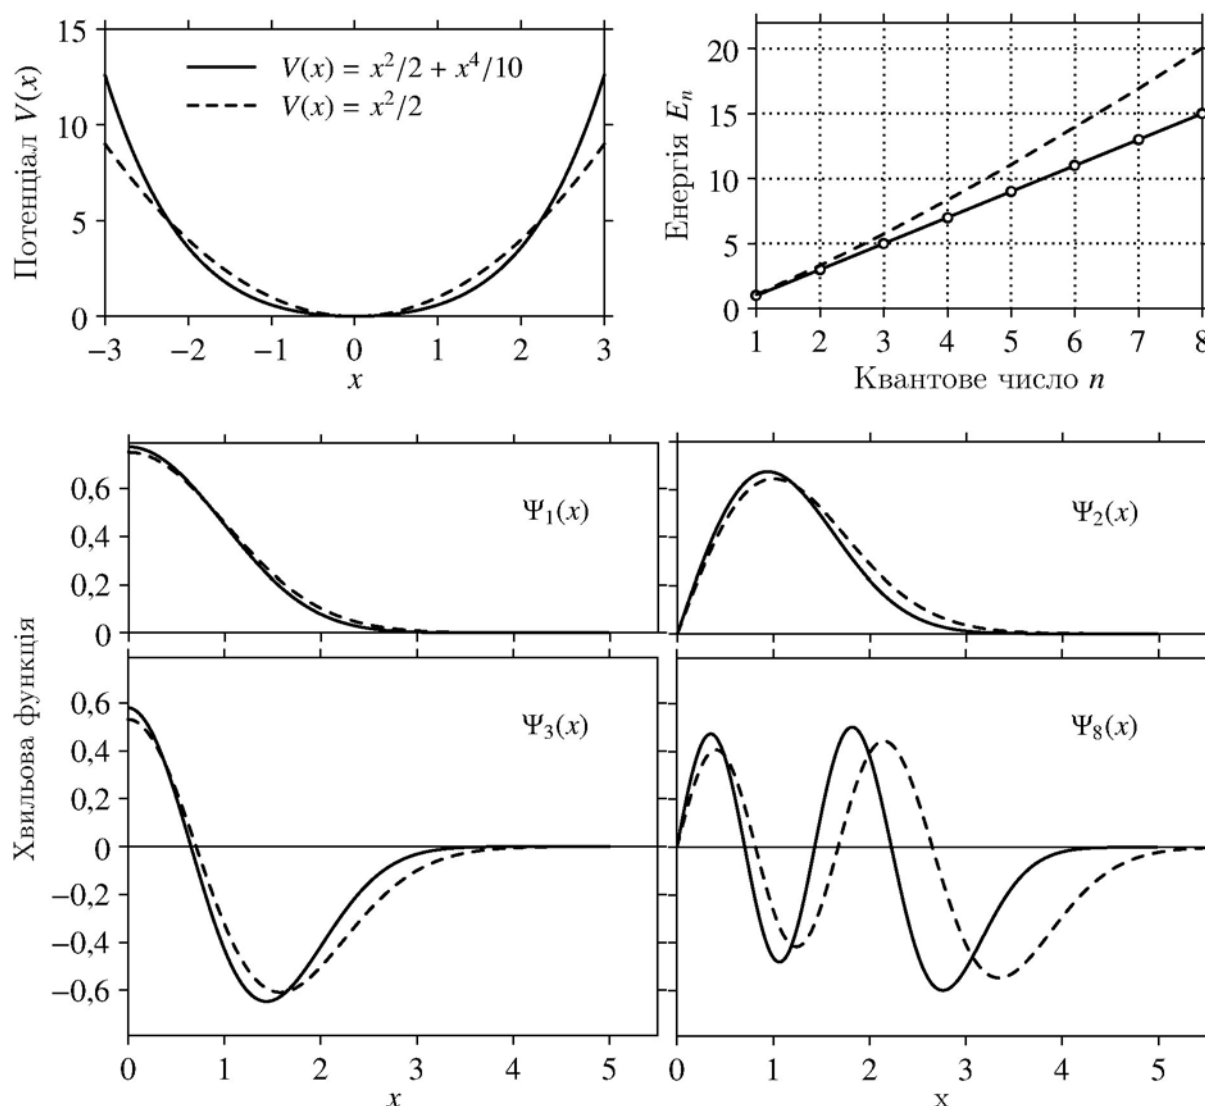 Потенціал V(x)
15
10
5
0
V(x) = x²/2 + x⁴/10
V(x) = x²/2
−3 −2 −1 0 1 2 3
x
Енергія Eₙ
20
15
10
5
0
1 2 3 4 5 6 7 8
Квантове число n
Хвильова функція
0,6
0,4
0,2
0
Ψ₁(x)
Ψ₂(x)
0,6
0,4
0,2
0
−0,2
−0,4
−0,6
Ψ₃(x)
Ψ₈(x)
0 1 2 3 4 5
x
0 1 2 3 4 5
x